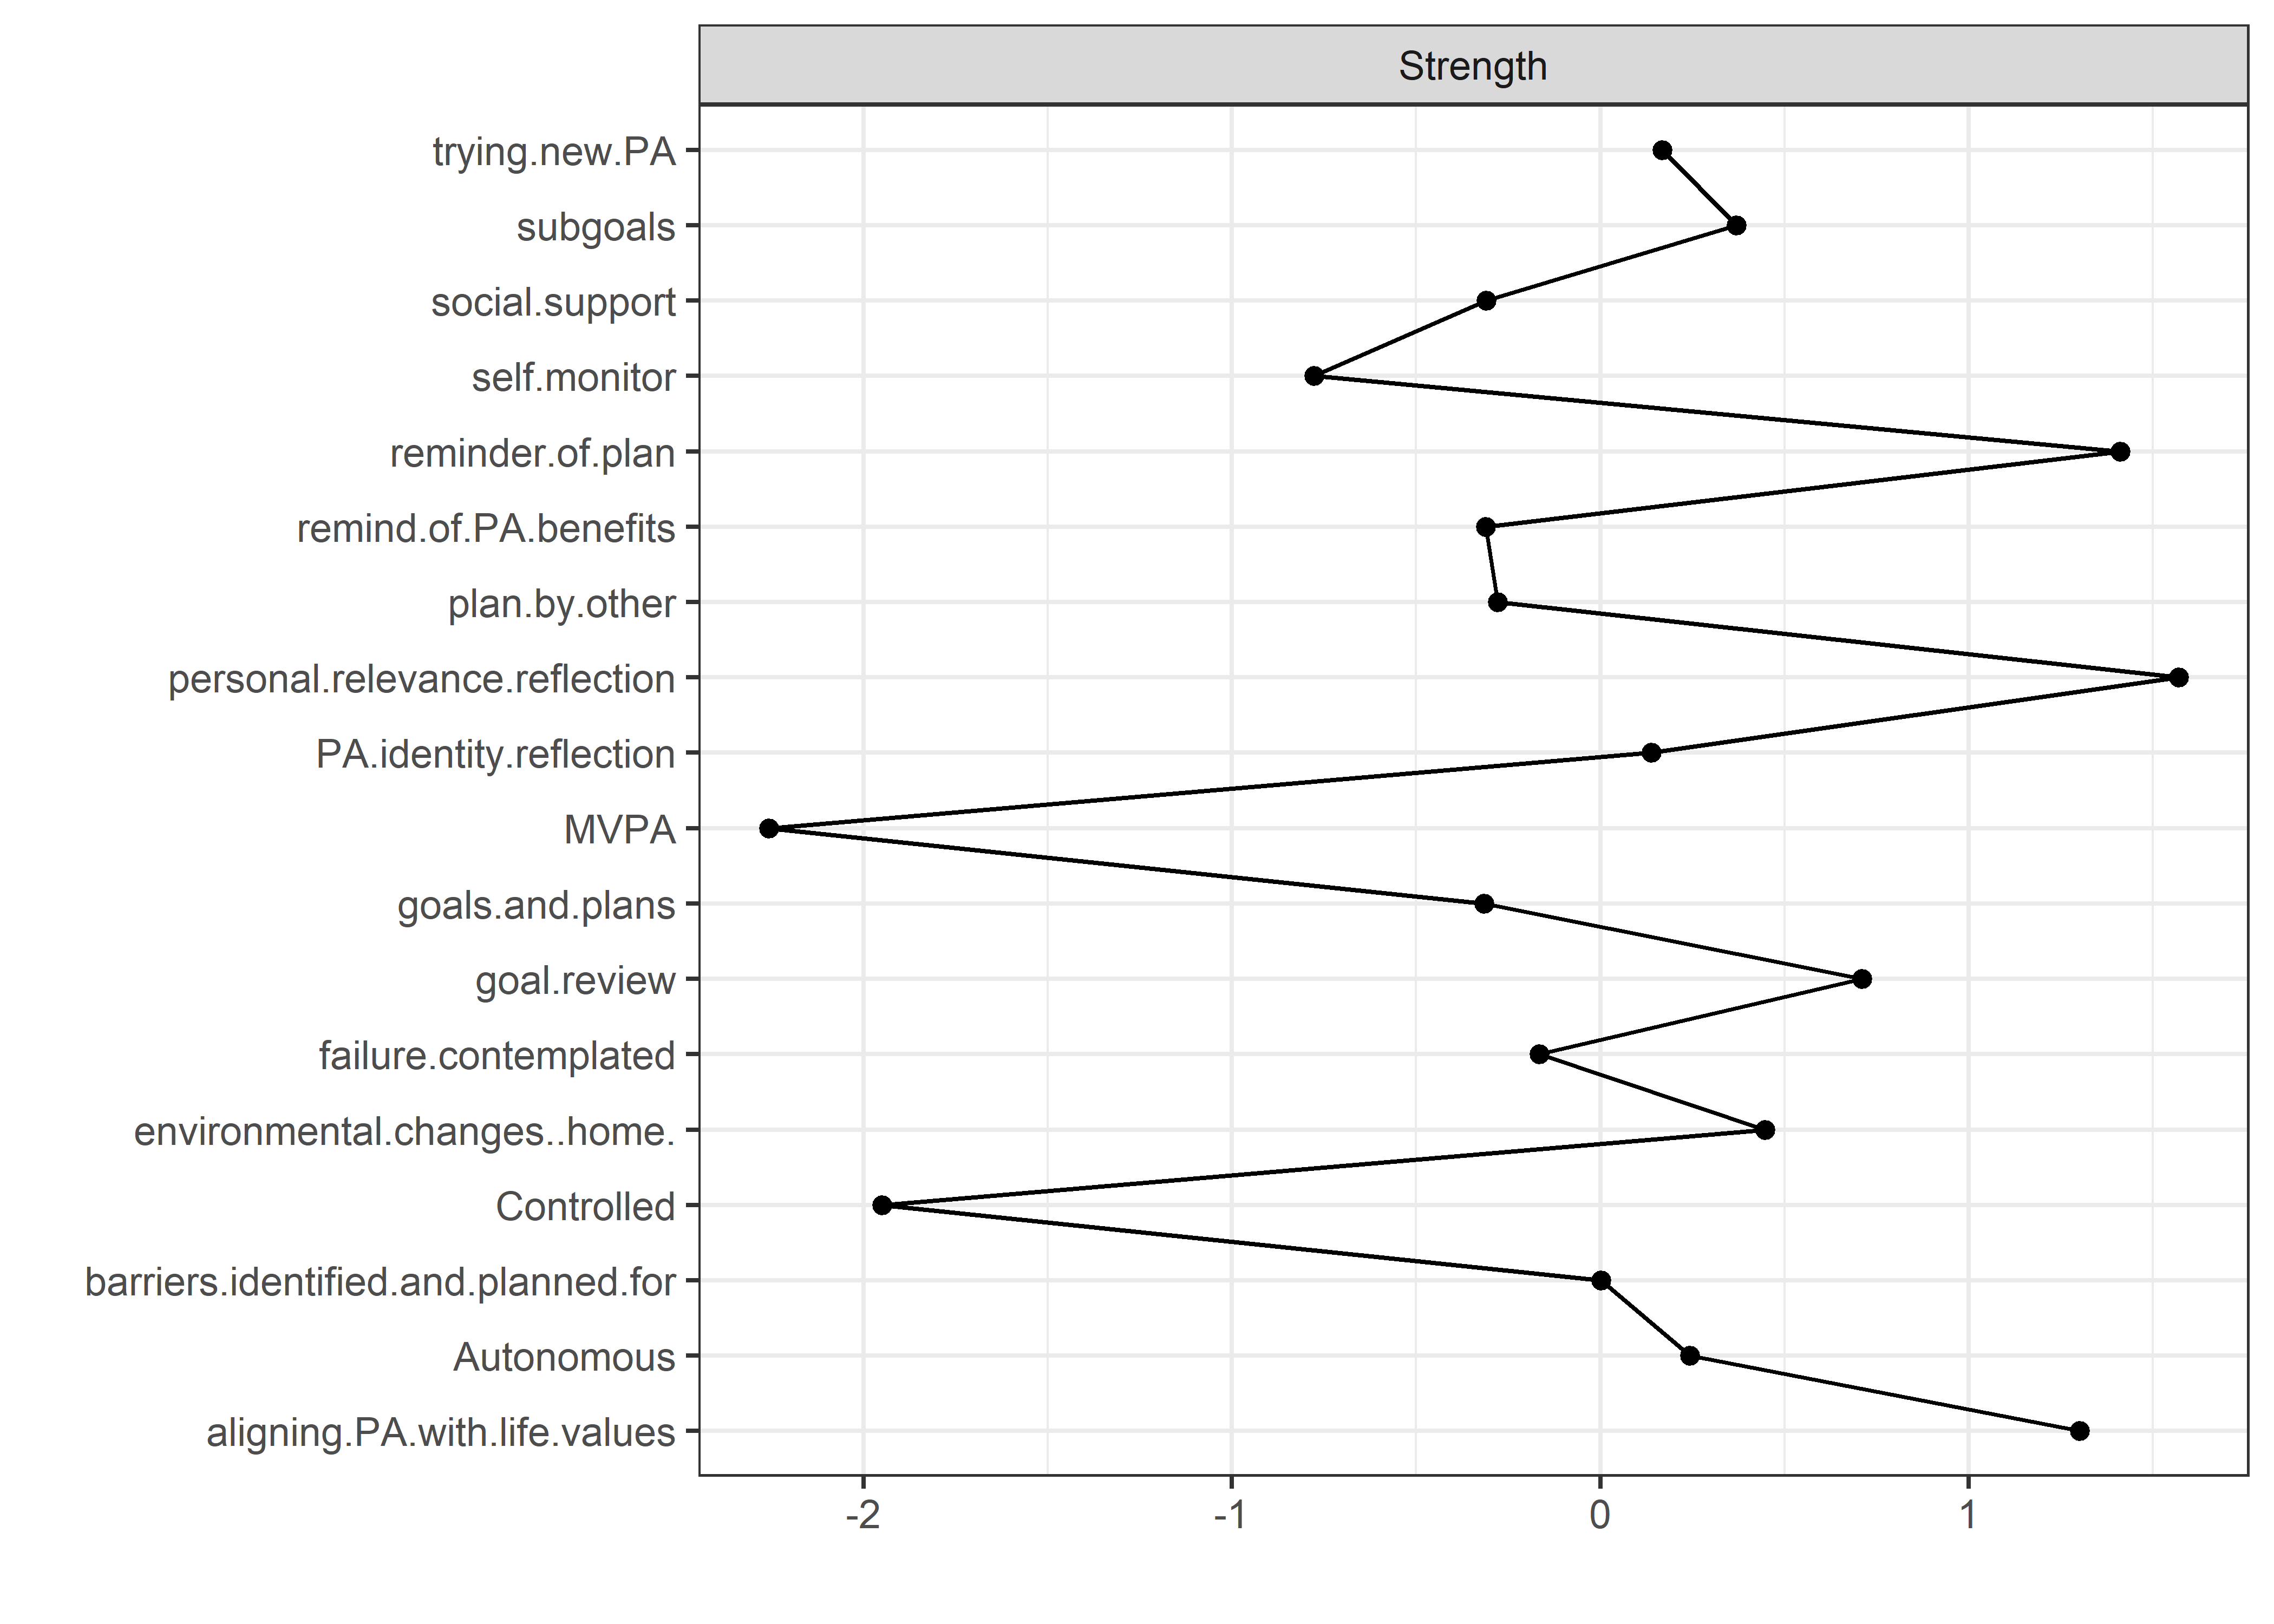 Strength
trying.new.PA
subgoals
social.support
self.monitor
reminder.of.plan
remind.of.PA.benefits
plan.by.other
personal.relevance.reflection
PA.identity.reflection
MVPA
goals.and.plans
goal.review
failure.contemplated
environmental.changes..home.
Controlled
barriers.identified.and.planned.for
Autonomous
aligning.PA.with.life.values
-2 -1 0 1